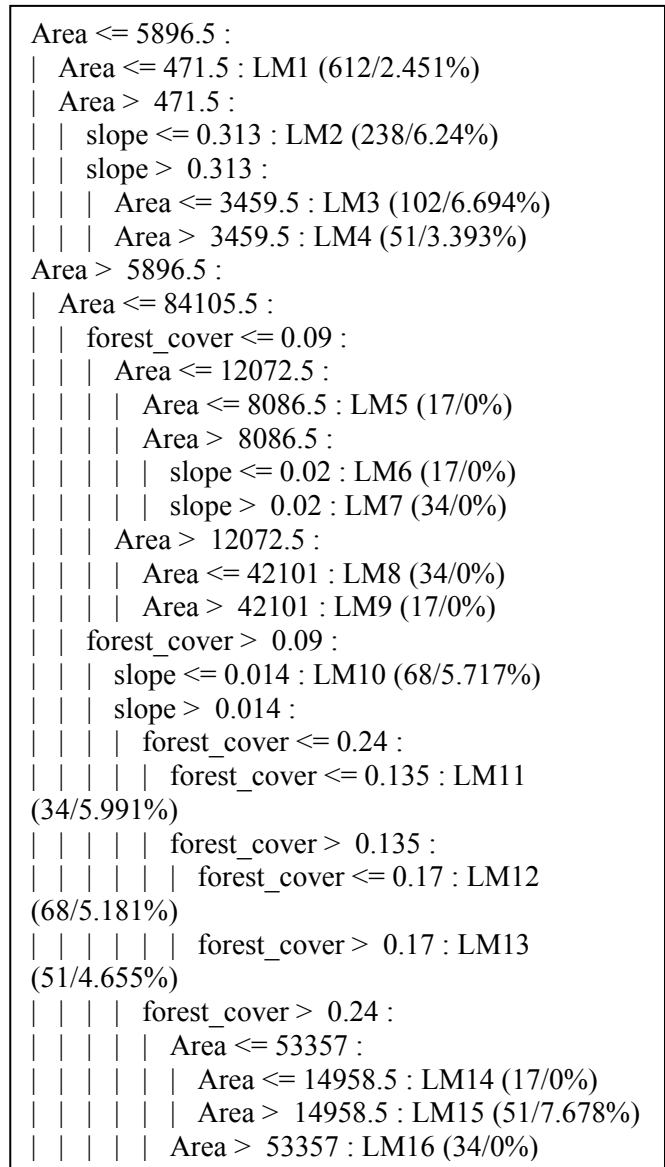 Area <= 5896.5 :
| Area <= 471.5 : LM1 (612/2.451%)
| Area > 471.5 :
| | slope <= 0.313 : LM2 (238/6.24%)
| | slope > 0.313 :
| | | Area <= 3459.5 : LM3 (102/6.694%)
| | | Area > 3459.5 : LM4 (51/3.393%)
Area > 5896.5 :
| Area <= 84105.5 :
| | forest_cover <= 0.09 :
| | | Area <= 12072.5 :
| | | | Area <= 8086.5 : LM5 (17/0%)
| | | | Area > 8086.5 :
| | | | | slope <= 0.02 : LM6 (17/0%)
| | | | | slope > 0.02 : LM7 (34/0%)
| | | Area > 12072.5 :
| | | | Area <= 42101 : LM8 (34/0%)
| | | | Area > 42101 : LM9 (17/0%)
| | forest_cover > 0.09 :
| | | slope <= 0.014 : LM10 (68/5.717%)
| | | slope > 0.014 :
| | | | forest_cover <= 0.24 :
| | | | | forest_cover <= 0.135 : LM11
(34/5.991%)
| | | | | forest_cover > 0.135 :
| | | | | | forest_cover <= 0.17 : LM12
(68/5.181%)
| | | | | | forest_cover > 0.17 : LM13
(51/4.655%)
| | | | forest_cover > 0.24 :
| | | | | Area <= 53357 :
| | | | | | Area <= 14958.5 : LM14 (17/0%)
| | | | | | Area > 14958.5 : LM15 (51/7.678%)
| | | | | Area > 53357 : LM16 (34/0%)